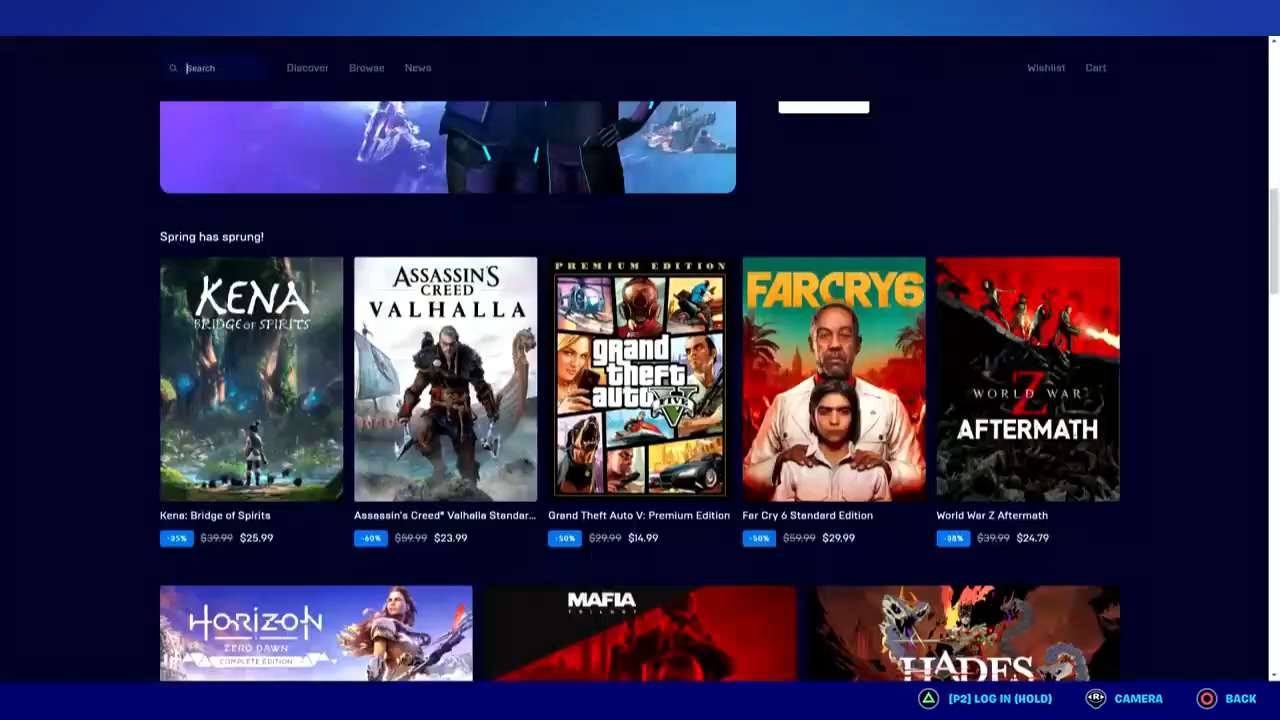 Search Discover Browse News Wishlist Cart
Spring has sprung!
KENA
BRIDGE OF SPIRITS
ASSASSIN'S
CREED
VALHALLA
PREMIUM EDITION
grand
theft
auto V
FIVE
FARCRY6
WORLD WAR Z
AFTERMATH
Kena: Bridge of Spirits
Assassin's Creed® Valhalla Standar...
Grand Theft Auto V: Premium Edition
Far Cry 6 Standard Edition
World War Z Aftermath
-35% $39.99 $25.99
-60% $59.99 $23.99
-50% $29.99 $14.99
-50% $59.99 $29.99
-38% $39.99 $24.79
HORIZON
ZERO DAWN
COMPLETE EDITION
MAFIA
TRILOGY
HADES
[P2] LOG IN (HOLD) R CAMERA BACK